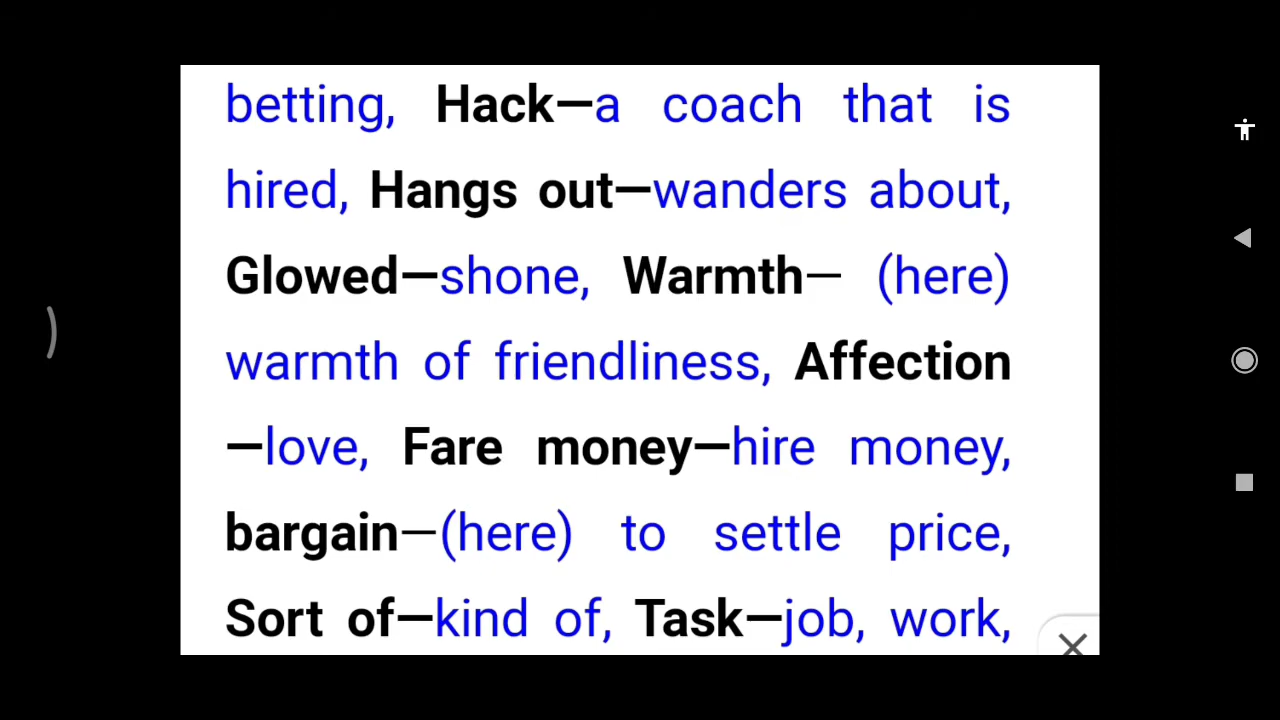 betting, Hack—a coach that is
hired, Hangs out—wanders about,
Glowed—shone, Warmth— (here)
warmth of friendliness, Affection
—love, Fare money—hire money,
bargain—(here) to settle price,
Sort of—kind of, Task—job, work,